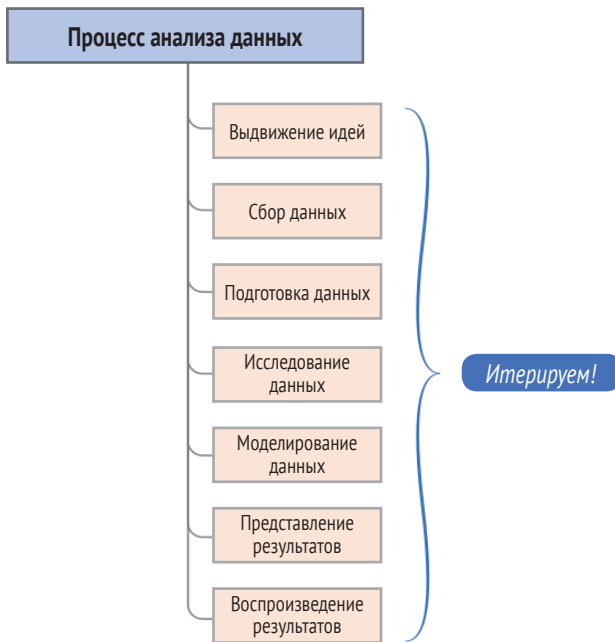 Процесс анализа данных
Выдвижение идей
Сбор данных
Подготовка данных
Исследование
данных
Моделирование
данных
Представление
результатов
Воспроизведение
результатов
Итерируем!